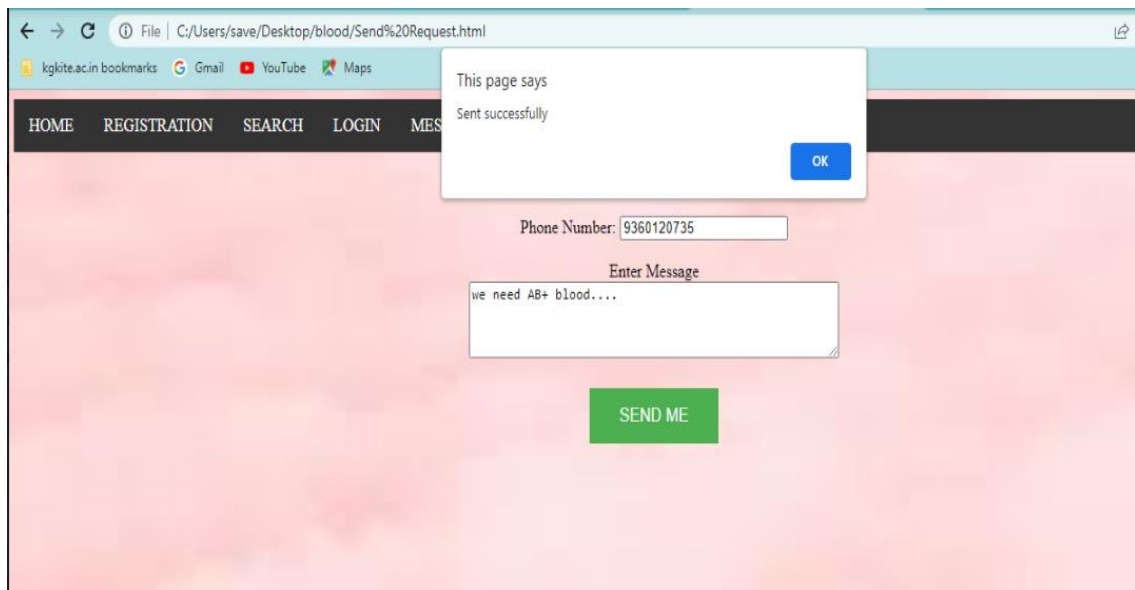 File | C:/Users/save/Desktop/blood/Send%20Request.html
kgkite.ac.in bookmarks Gmail YouTube Maps
This page says
Sent successfully
OK
HOME REGISTRATION SEARCH LOGIN MES
Phone Number: 9360120735
Enter Message
we need AB+ blood....
SEND ME